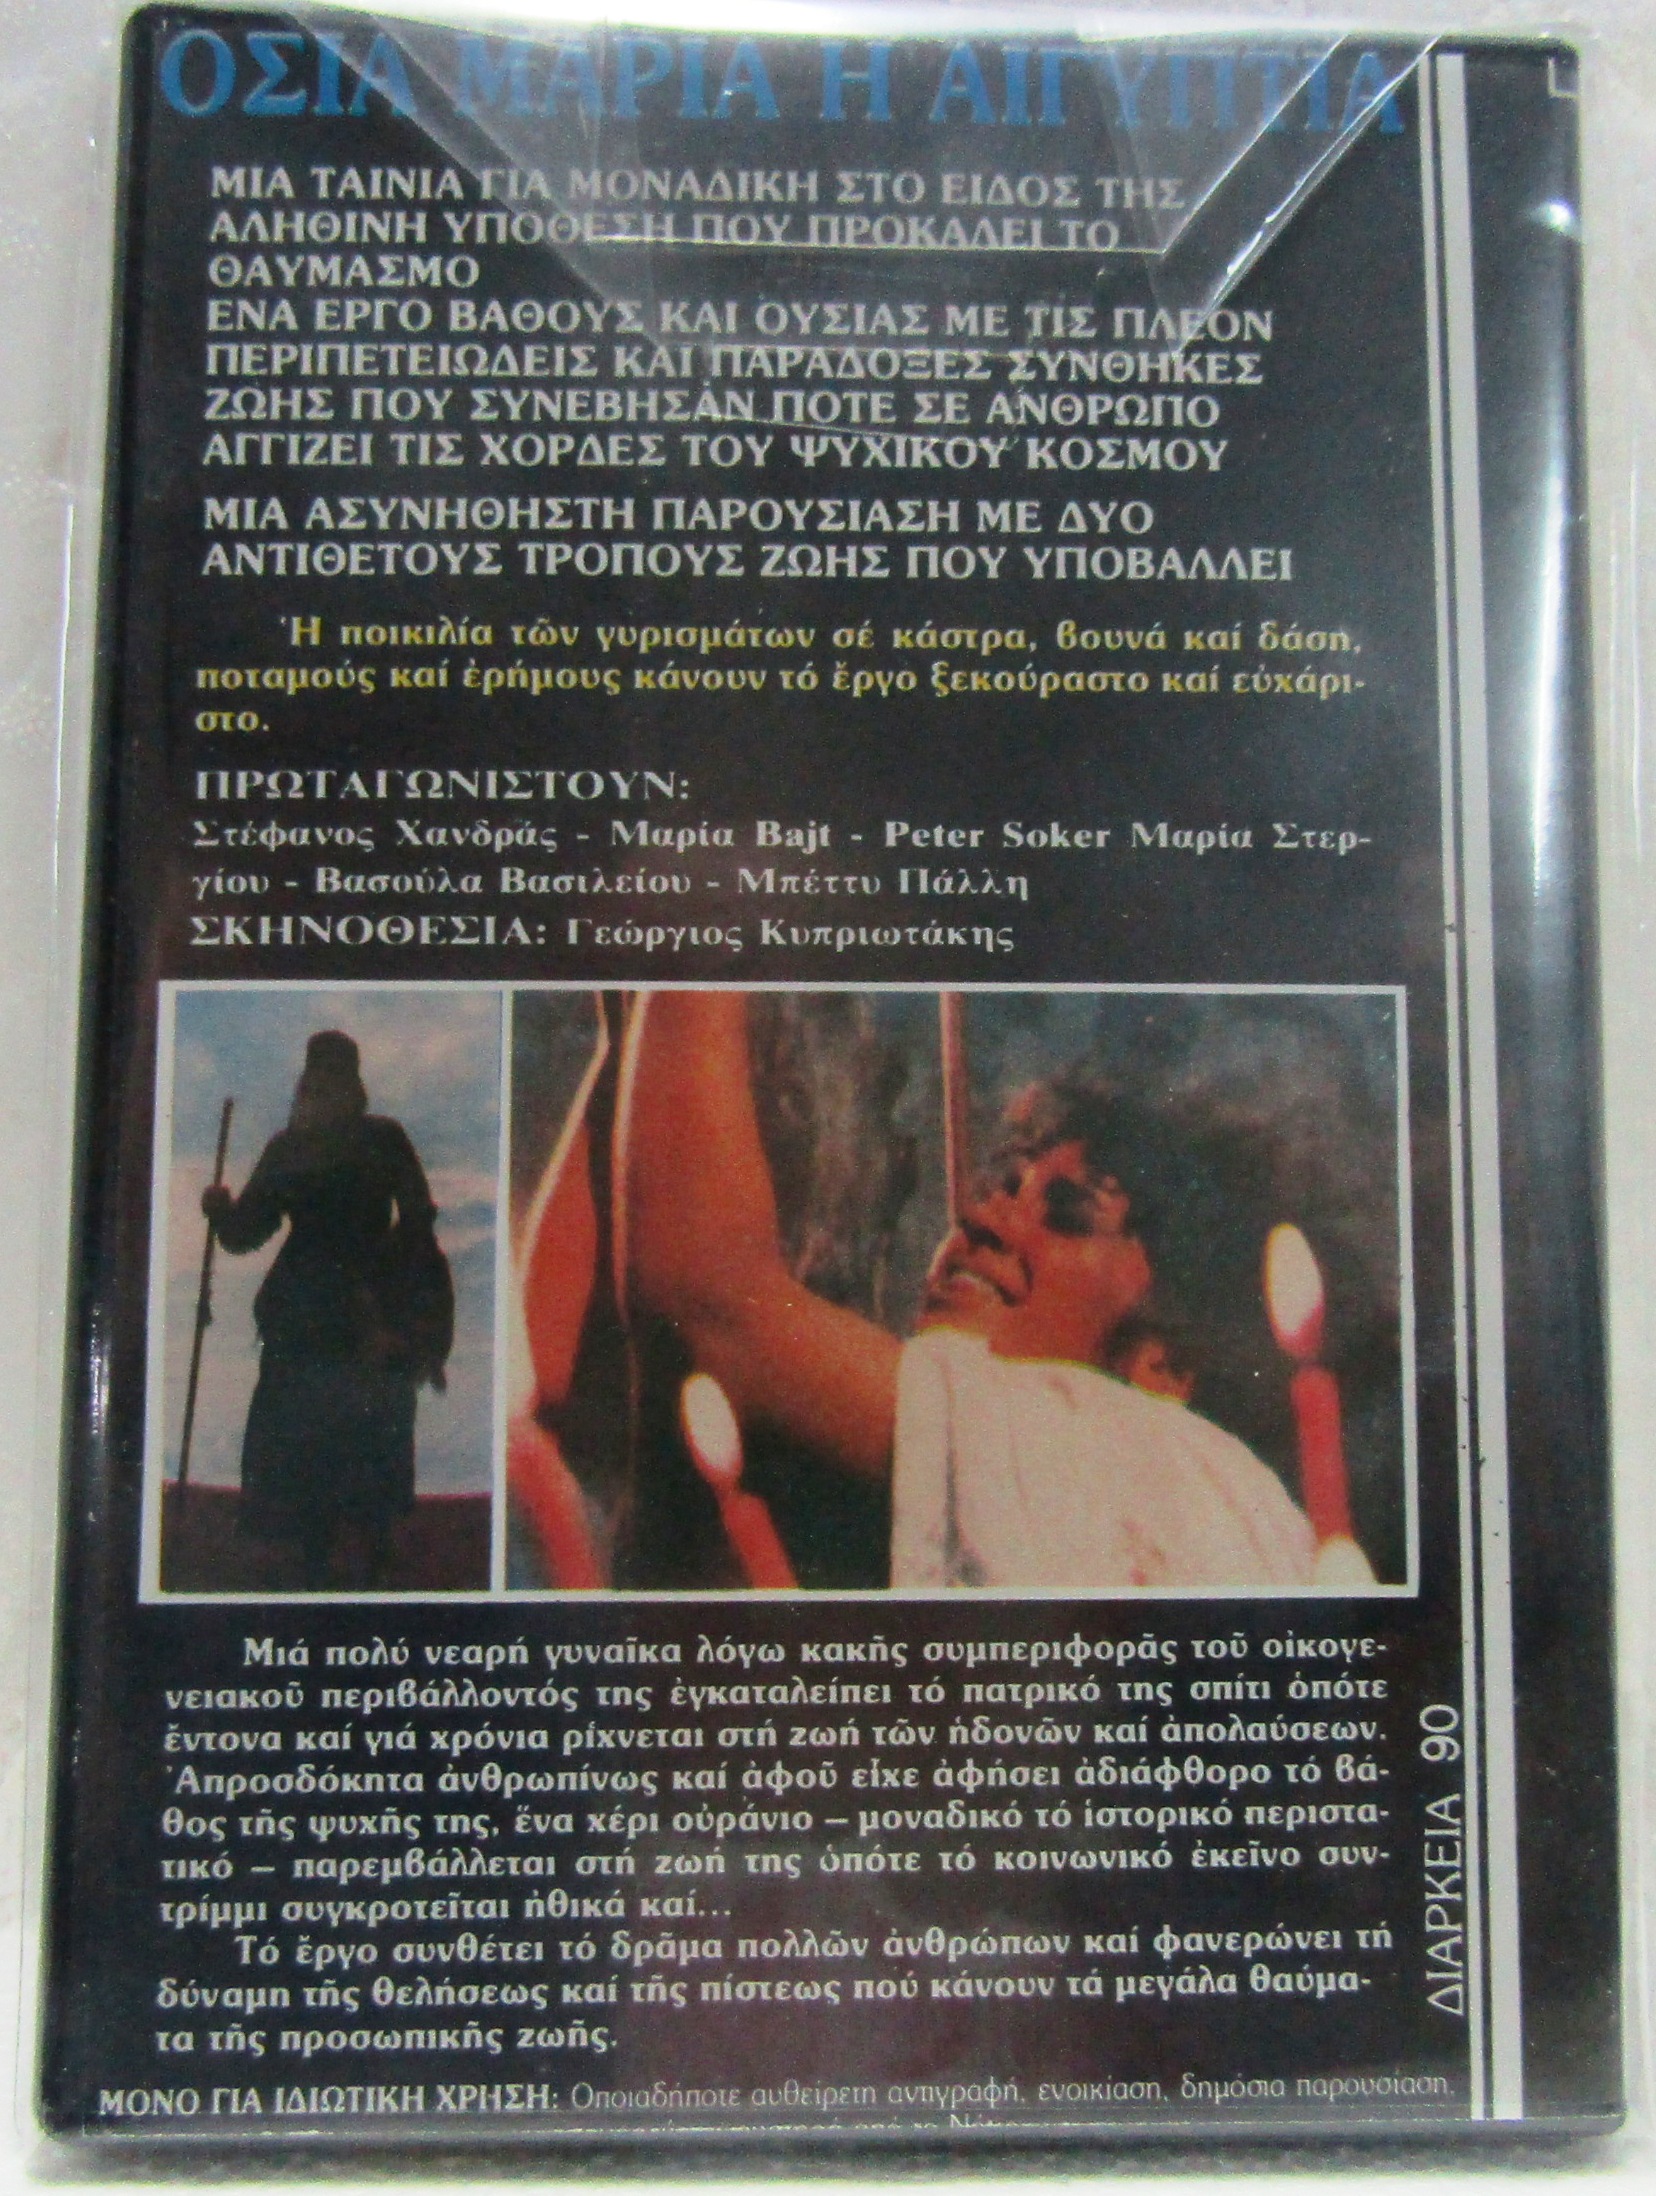 ΟΣΙΑ ΜΑΡΙΑ Η ΑΙΓΥΠΤΙΑ
ΜΙΑ ΤΑΙΝΙΑ ΓΙΑ ΜΟΝΑΔΙΚΗ ΣΤΟ ΕΙΔΟΣ ΤΗΣ
ΑΛΗΘΙΝΗ ΥΠΟΘΕΣΗ ΠΟΥ ΠΡΟΚΑΛΕΙ ΤΟ
ΘΑΥΜΑΣΜΟ
ΕΝΑ ΕΡΓΟ ΒΑΘΟΥΣ ΚΑΙ ΟΥΣΙΑΣ ΜΕ ΤΙΣ ΠΛΕΟΝ
ΠΕΡΙΠΕΤΕΙΩΔΕΙΣ ΚΑΙ ΠΑΡΑΔΟΞΕΣ ΣΥΝΘΗΚΕΣ
ΖΩΗΣ ΠΟΥ ΣΥΝΕΒΗΣΑΝ ΠΟΤΕ ΣΕ ΑΝΘΡΩΠΟ
ΑΓΓΙΖΕΙ ΤΙΣ ΧΟΡΔΕΣ ΤΟΥ ΨΥΧΙΚΟΥ ΚΟΣΜΟΥ
ΜΙΑ ΑΣΥΝΗΘΗΣΤΗ ΠΑΡΟΥΣΙΑΣΗ ΜΕ ΔΥΟ
ΑΝΤΙΘΕΤΟΥΣ ΤΡΟΠΟΥΣ ΖΩΗΣ ΠΟΥ ΥΠΟΒΑΛΛΕΙ
Ἡ ποικιλία τῶν γυρισμάτων σέ κάστρα, βουνά καί δάση,
ποταμούς καί ἐρήμους κάνουν τό ἔργο ξεκούραστο καί εὐχάρι-
στο.
ΠΡΩΤΑΓΩΝΙΣΤΟΥΝ:
Στέφανος Χανδράς - Μαρία Bajt - Peter Soker Μαρία Στερ-
γίου - Βασούλα Βασιλείου - Μπέττυ Πάλλη
ΣΚΗΝΟΘΕΣΙΑ: Γεώργιος Κυπριωτάκης
Μιά πολύ νεαρή γυναῖκα λόγω κακῆς συμπεριφορᾶς τοῦ οἰκογε-
νειακοῦ περιβάλλοντός της ἐγκαταλείπει τό πατρικό της σπίτι ὁπότε
ἔντονα καί γιά χρόνια ρίχνεται στή ζωή τῶν ἡδονῶν καί ἀπολαύσεων.
Ἀπροσδόκητα ἀνθρωπίνως καί ἀφοῦ εἶχε ἀφήσει ἀδιάφθορο τό βά-
θος τῆς ψυχῆς της, ἕνα χέρι οὐράνιο – μοναδικό τό ἱστορικό περιστα-
τικό – παρεμβάλλεται στή ζωή της ὁπότε τό κοινωνικό ἐκεῖνο συν-
τρίμμι συγκροτεῖται ἠθικά καί...
Τό ἔργο συνθέτει τό δρᾶμα πολλῶν ἀνθρώπων καί φανερώνει τή
δύναμη τῆς θελήσεως καί τῆς πίστεως πού κάνουν τά μεγάλα θαύμα-
τα τῆς προσωπικῆς ζωῆς.
ΔΙΑΡΚΕΙΑ 90
ΜΟΝΟ ΓΙΑ ΙΔΙΩΤΙΚΗ ΧΡΗΣΗ: Οποιαδήποτε αυθείρετη αντιγραφή, ενοικίαση, δημόσια παρουσίαση,